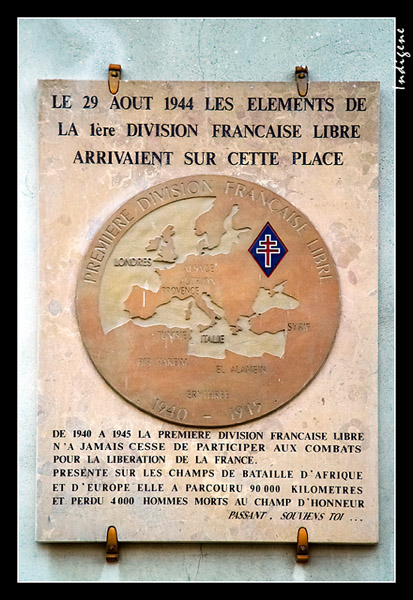 Indigene
LE 29 AOUT 1944 LES ELEMENTS DE
LA 1ère DIVISION FRANCAISE LIBRE
ARRIVAIENT SUR CETTE PLACE
PREMIERE DIVISION FRANCAISE LIBRE
LONDRES
ALSACE
PROVENCE
TUNISIE
ITALIE
SYRIE
BIR HAKEIM
EL ALAMEIN
ERYTHREE
1940 - 1945
DE 1940 A 1945 LA PREMIERE DIVISION FRANCAISE LIBRE
N'A JAMAIS CESSE DE PARTICIPER AUX COMBATS
POUR LA LIBERATION DE LA FRANCE.
PRESENTE SUR LES CHAMPS DE BATAILLE D'AFRIQUE
ET D'EUROPE ELLE A PARCOURU 90 000 KILOMETRES
ET PERDU 4 000 HOMMES MORTS AU CHAMP D'HONNEUR
PASSANT, SOUVIENS TOI ...